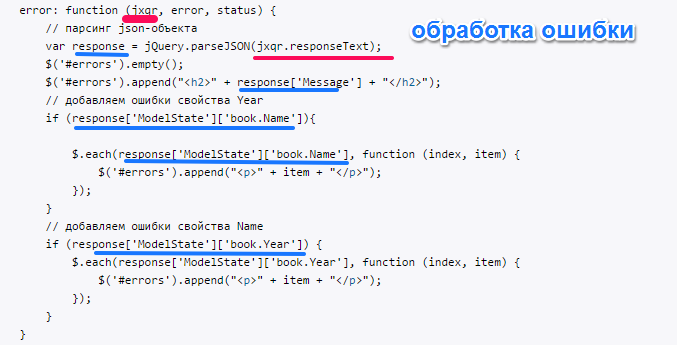 error: function (jxqr, error, status) {
обработка ошибки
// парсинг json-объекта
var response = jQuery.parseJSON(jxqr.responseText);
$('#errors').empty();
$('#errors').append("<h2>" + response['Message'] + "</h2>");
// добавляем ошибки свойства Year
if (response['ModelState']['book.Name']){
$.each(response['ModelState']['book.Name'], function (index, item) {
$('#errors').append("<p>" + item + "</p>");
});
}
// добавляем ошибки свойства Name
if (response['ModelState']['book.Year']) {
$.each(response['ModelState']['book.Year'], function (index, item) {
$('#errors').append("<p>" + item + "</p>");
});
}
}